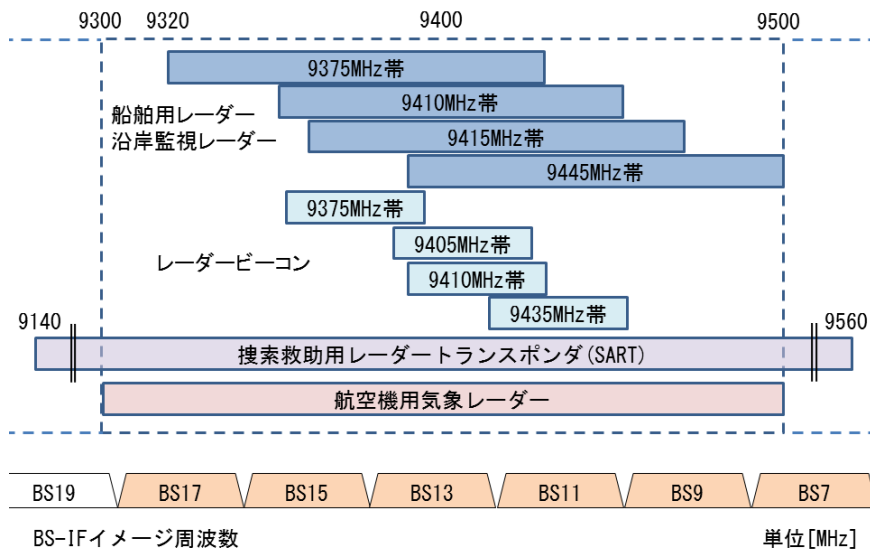 9300 9320 9400 9500
9375MHz帯
9410MHz帯
船舶用レーダー
沿岸監視レーダー
9415MHz帯
9445MHz帯
9375MHz帯
レーダービーコン
9405MHz帯
9410MHz帯
9435MHz帯
9140 9560
捜索救助用レーダートランスポンダ(SART)
航空機用気象レーダー
BS19 BS17 BS15 BS13 BS11 BS9 BS7
BS-IFイメージ周波数 単位[MHz]